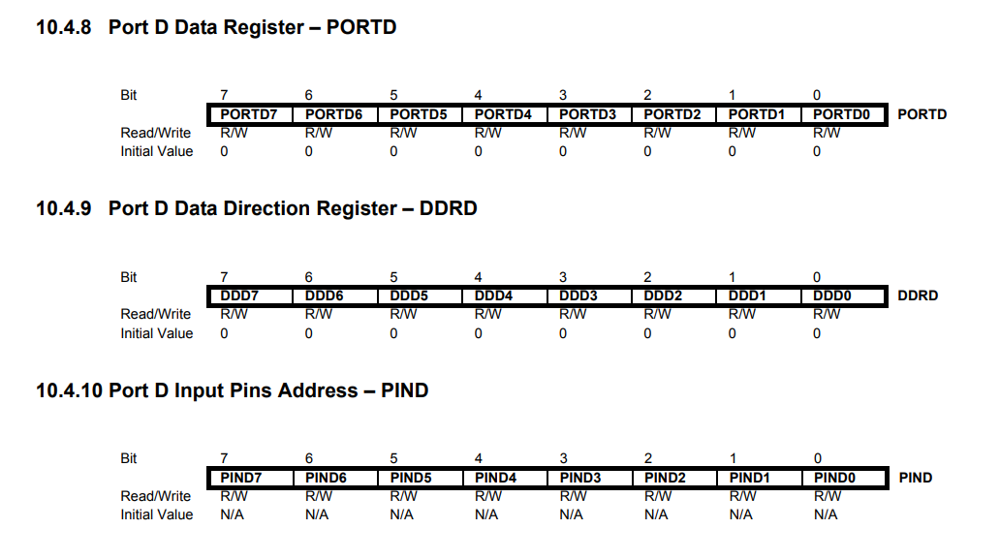 10.4.8 Port D Data Register – PORTD
Bit 7 6 5 4 3 2 1 0
PORTD7 PORTD6 PORTD5 PORTD4 PORTD3 PORTD2 PORTD1 PORTD0 PORTD
Read/Write R/W R/W R/W R/W R/W R/W R/W R/W
Initial Value 0 0 0 0 0 0 0 0
10.4.9 Port D Data Direction Register – DDRD
Bit 7 6 5 4 3 2 1 0
DDD7 DDD6 DDD5 DDD4 DDD3 DDD2 DDD1 DDD0 DDRD
Read/Write R/W R/W R/W R/W R/W R/W R/W R/W
Initial Value 0 0 0 0 0 0 0 0
10.4.10 Port D Input Pins Address – PIND
Bit 7 6 5 4 3 2 1 0
PIND7 PIND6 PIND5 PIND4 PIND3 PIND2 PIND1 PIND0 PIND
Read/Write R/W R/W R/W R/W R/W R/W R/W R/W
Initial Value N/A N/A N/A N/A N/A N/A N/A N/A